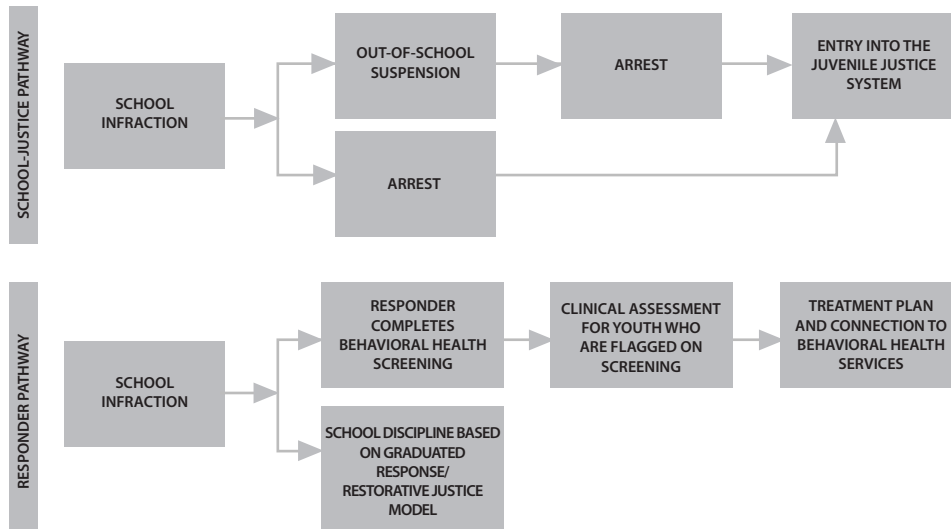 SCHOOL-JUSTICE PATHWAY
SCHOOL
INFRACTION
OUT-OF-SCHOOL
SUSPENSION
ARREST
ENTRY INTO THE
JUVENILE JUSTICE
SYSTEM
ARREST
RESPONDER PATHWAY
SCHOOL
INFRACTION
RESPONDER
COMPLETES
BEHAVIORAL HEALTH
SCREENING
CLINICAL ASSESSMENT
FOR YOUTH WHO
ARE FLAGGED ON
SCREENING
TREATMENT PLAN
AND CONNECTION TO
BEHAVIORAL HEALTH
SERVICES
SCHOOL DISCIPLINE BASED
ON GRADUATED
RESPONSE/
RESTORATIVE JUSTICE
MODEL